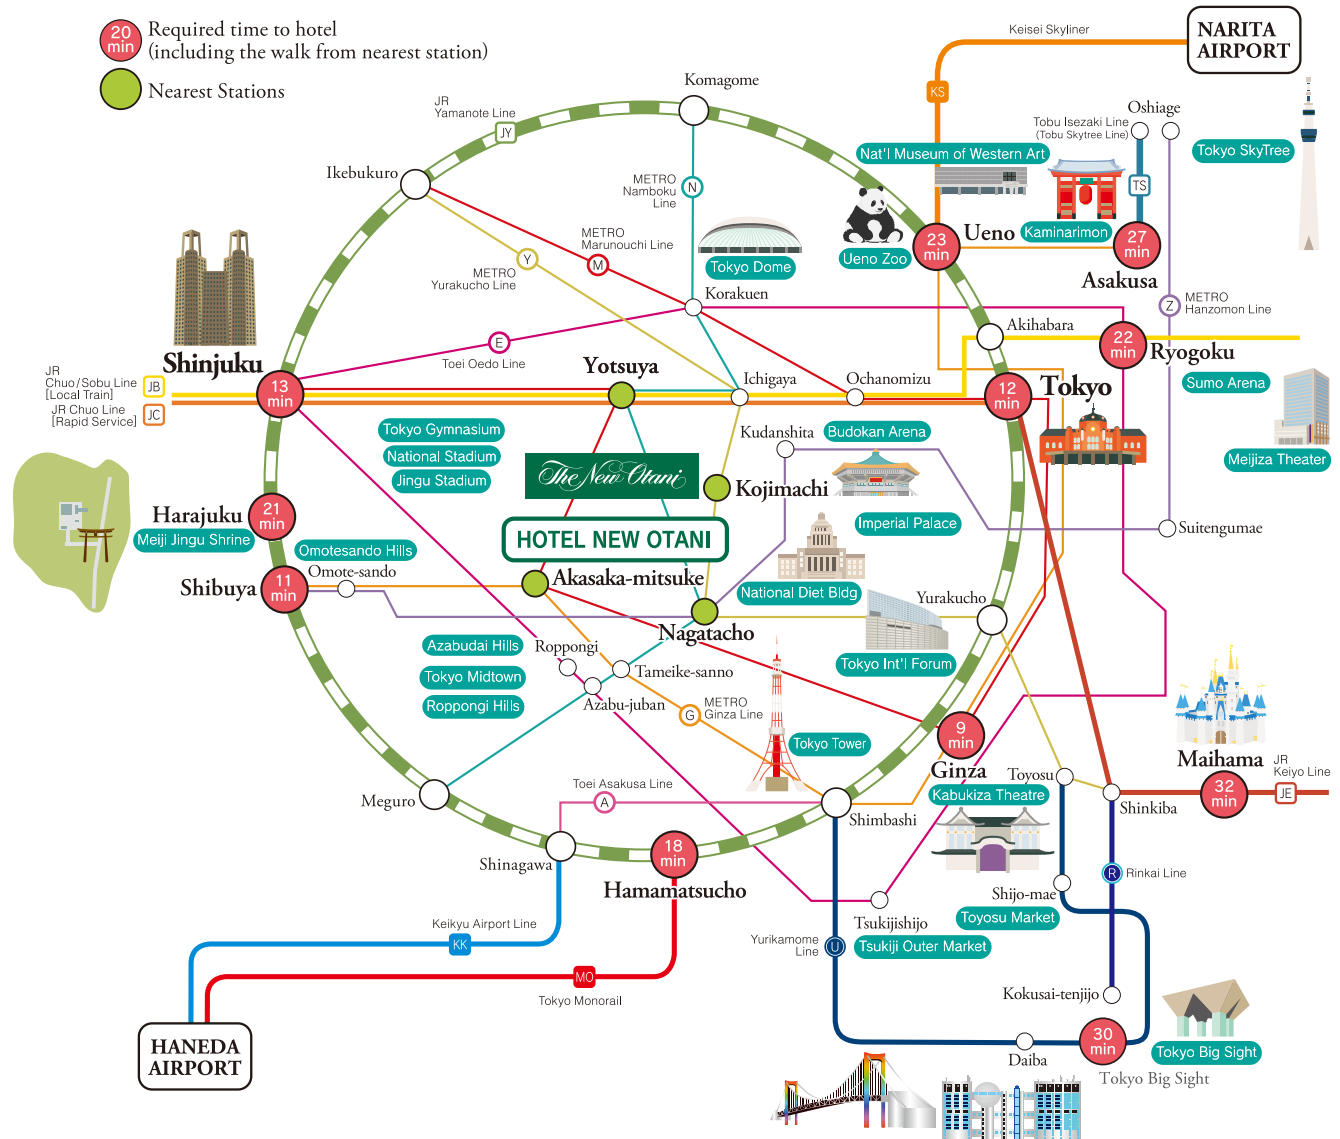 20
min
Required time to hotel
(including the walk from nearest station)
Nearest Stations
Keisei Skyliner
NARITA
AIRPORT
KS
Komagome
JR
Yamanote Line
JY
Oshiage
Tobu Isezaki Line
(Tobu Skytree Line)
Tokyo SkyTree
Nat'l Museum of Western Art
TS
Ikebukuro
METRO
Namboku
Line
N
METRO
Marunouchi Line
M
Y
METRO
Yurakucho Line
Tokyo Dome
Ueno Zoo
23
min
Ueno
Kaminarimon
27
min
Asakusa
Korakuen
METRO
Hanzomon Line
Z
E
Toei Oedo Line
Akihabara
22
min
Ryogoku
Shinjuku
13
min
JR
Chuo/Sobu Line
[Local Train]
JB
JR Chuo Line
[Rapid Service]
JC
Yotsuya
Ichigaya
Ochanomizu
12
min
Tokyo
Sumo Arena
Tokyo Gymnasium
National Stadium
Jingu Stadium
Kudanshita
Budokan Arena
Meijiza Theater
The New Otani
Kojimachi
Harajuku
21
min
Meiji Jingu Shrine
Imperial Palace
Suitengumae
HOTEL NEW OTANI
Omotesando Hills
Omote-sando
Shibuya
11
min
Akasaka-mitsuke
National Diet Bldg
Yurakucho
Nagatacho
Azabudai Hills
Tokyo Midtown
Roppongi Hills
Roppongi
Tameike-sanno
Azabu-juban
Tokyo Int'l Forum
G
METRO
Ginza Line
Tokyo Tower
9
min
Ginza
Kabukiza Theatre
Toyosu
Shinkiba
Maihama
32
min
JR
Keiyo Line
JE
Toei Asakusa Line
A
Meguro
Shimbashi
Shinagawa
18
min
Hamamatsucho
R
Rinkai Line
Shijo-mae
Toyosu Market
Tsukijishijo
Tsukiji Outer Market
Keikyu Airport Line
KK
Yurikamome
Line
U
MO
Tokyo Monorail
Kokusai-tenjijo
HANEDA
AIRPORT
30
min
Daiba
Tokyo Big Sight
Tokyo Big Sight